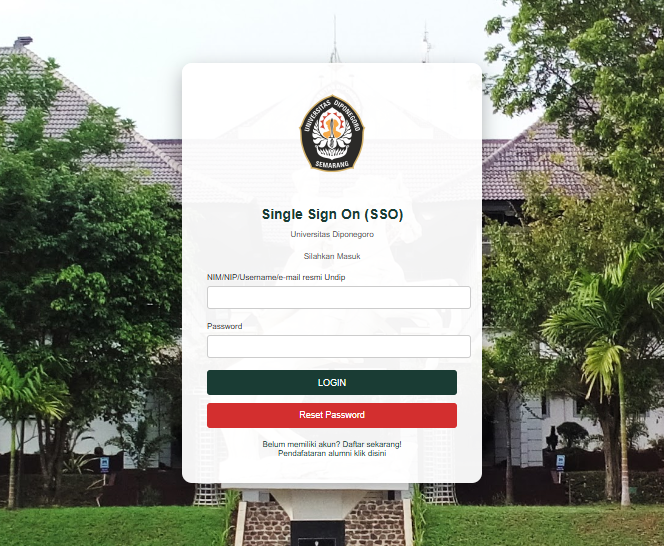 UNIVERSITAS DIPONEGORO
SEMARANG
Single Sign On (SSO)
Universitas Diponegoro
Silahkan Masuk
NIM/NIP/Username/e-mail resmi Undip
Password
LOGIN
Reset Password
Belum memiliki akun? Daftar sekarang!
Pendafataran alumni klik disini